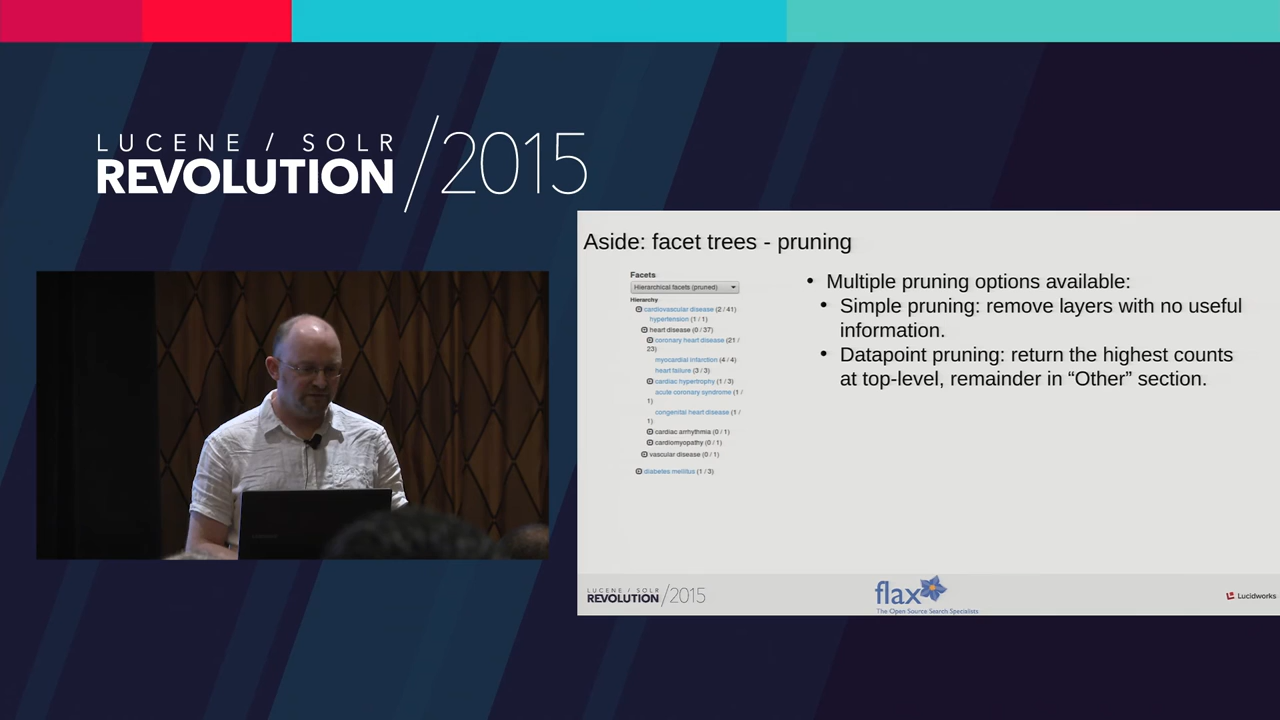 LUCENE / SOLR
REVOLUTION /2015
Aside: facet trees - pruning
Facets
Hierarchical facets (pruned)
Hierarchy
cardiovascular disease (2 / 41)
hypertension (1 / 1)
heart disease (0 / 37)
coronary heart disease (21 /
23)
myocardial infarction (4 / 4)
heart failure (3 / 3)
cardiac hypertrophy (1 / 3)
acute coronary syndrome (1 /
1)
congenital heart disease (1 /
1)
cardiac arrhythmia (0 / 1)
cardiomyopathy (0 / 1)
vascular disease (0 / 1)
diabetes mellitus (1 / 3)
• Multiple pruning options available:
• Simple pruning: remove layers with no useful
information.
• Datapoint pruning: return the highest counts
at top-level, remainder in “Other” section.
LUCENE / SOLR
REVOLUTION /2015
flax
The Open Source Search Specialists
Lucidworks